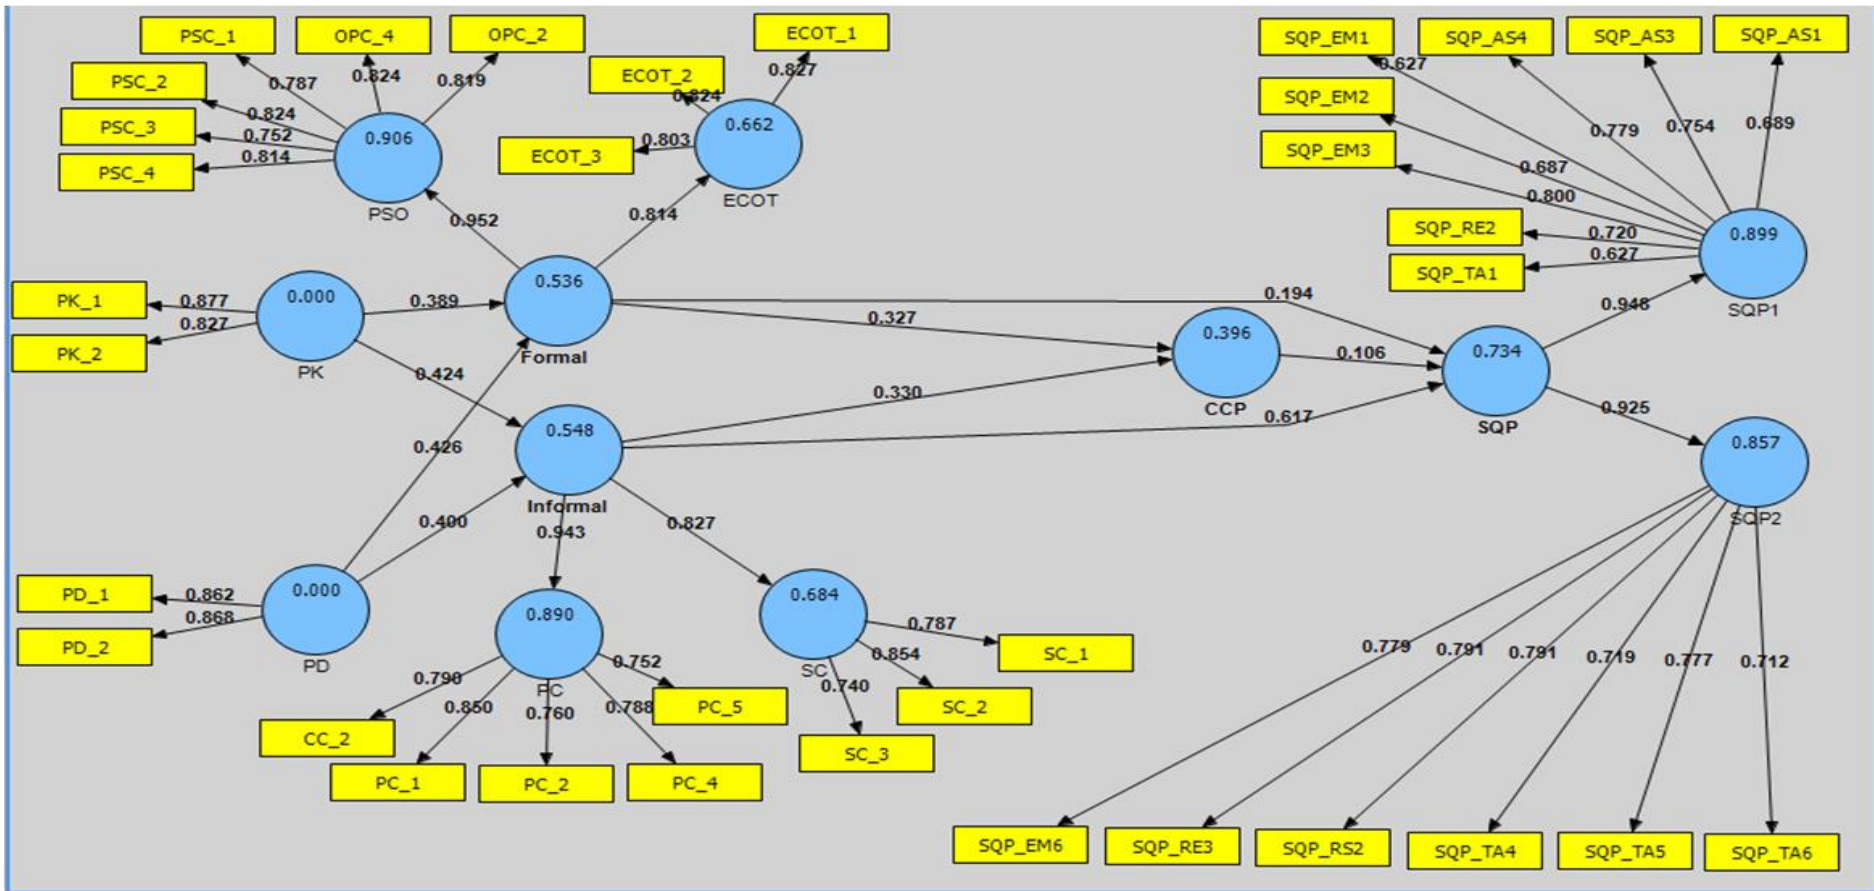 PSC_1
OPC_4
OPC_2
ECOT_1
SQP_EM1
SQP_AS4
SQP_AS3
SQP_AS1
PSC_2
ECOT_2
SQP_EM2
PSC_3
ECOT_3
SQP_EM3
PSC_4
0.787
0.824
0.819
0.824
0.752
0.814
0.906
PSO
0.827
0.824
0.803
0.662
ECOT
0.627
0.779
0.754
0.689
0.687
0.800
SQP_RE2
0.720
SQP_TA1
0.627
0.899
SQP1
0.952
0.814
PK_1
0.877
PK_2
0.827
0.000
PK
0.389
0.536
Formal
0.194
0.327
0.396
CCP
0.106
0.734
SQP
0.948
0.424
0.330
0.617
0.925
0.426
0.548
Informal
0.400
0.943
0.827
0.857
SQP2
PD_1
0.862
PD_2
0.868
0.000
PD
0.890
PC
0.684
SC
0.787
SC_1
0.854
SC_2
0.740
SC_3
0.790
0.850
0.760
0.788
0.752
PC_5
CC_2
PC_1
PC_2
PC_4
0.779
0.791
0.791
0.719
0.777
0.712
SQP_EM6
SQP_RE3
SQP_RS2
SQP_TA4
SQP_TA5
SQP_TA6